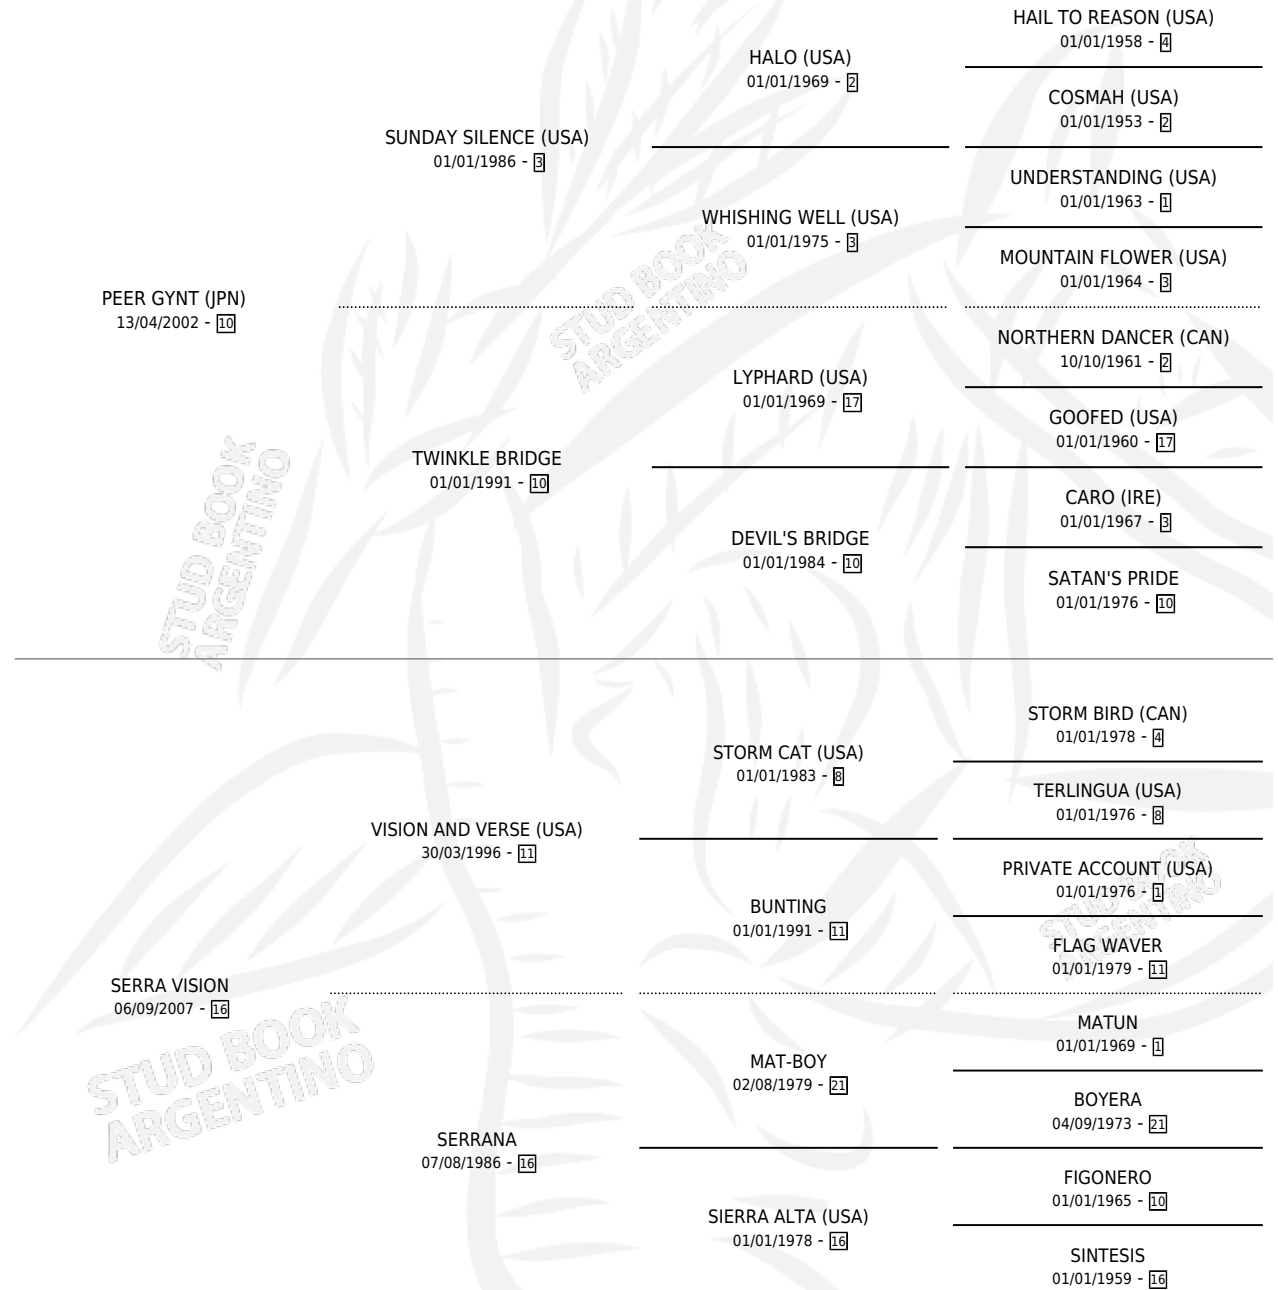 HAIL TO REASON (USA)
01/01/1958 - 4
HALO (USA)
01/01/1969 - 2
COSMAH (USA)
01/01/1953 - 2
SUNDAY SILENCE (USA)
01/01/1986 - 3
UNDERSTANDING (USA)
01/01/1963 - 1
WHISHING WELL (USA)
01/01/1975 - 3
MOUNTAIN FLOWER (USA)
01/01/1964 - 3
STUD BOOK
ARGENTINO
PEER GYNT (JPN)
13/04/2002 - 10
NORTHERN DANCER (CAN)
10/10/1961 - 2
LYPHARD (USA)
01/01/1969 - 17
GOOFED (USA)
01/01/1960 - 17
TWINKLE BRIDGE
01/01/1991 - 10
CARO (IRE)
01/01/1967 - 3
DEVIL'S BRIDGE
01/01/1984 - 10
SATAN'S PRIDE
01/01/1976 - 10
STUD BOOK
ARGENTINO
STORM BIRD (CAN)
01/01/1978 - 4
STORM CAT (USA)
01/01/1983 - 8
TERLINGUA (USA)
01/01/1976 - 8
VISION AND VERSE (USA)
30/03/1996 - 11
PRIVATE ACCOUNT (USA)
01/01/1976 - 1
BUNTING
01/01/1991 - 11
STUD BOOK
ARGENTINO
FLAG WAVER
01/01/1979 - 11
SERRA VISION
06/09/2007 - 16
MATUN
01/01/1969 - 1
MAT-BOY
02/08/1979 - 21
STUD BOOK
ARGENTINO
BOYERA
04/09/1973 - 21
SERRANA
07/08/1986 - 16
FIGONERO
01/01/1965 - 10
SIERRA ALTA (USA)
01/01/1978 - 16
SINTESIS
01/01/1959 - 16